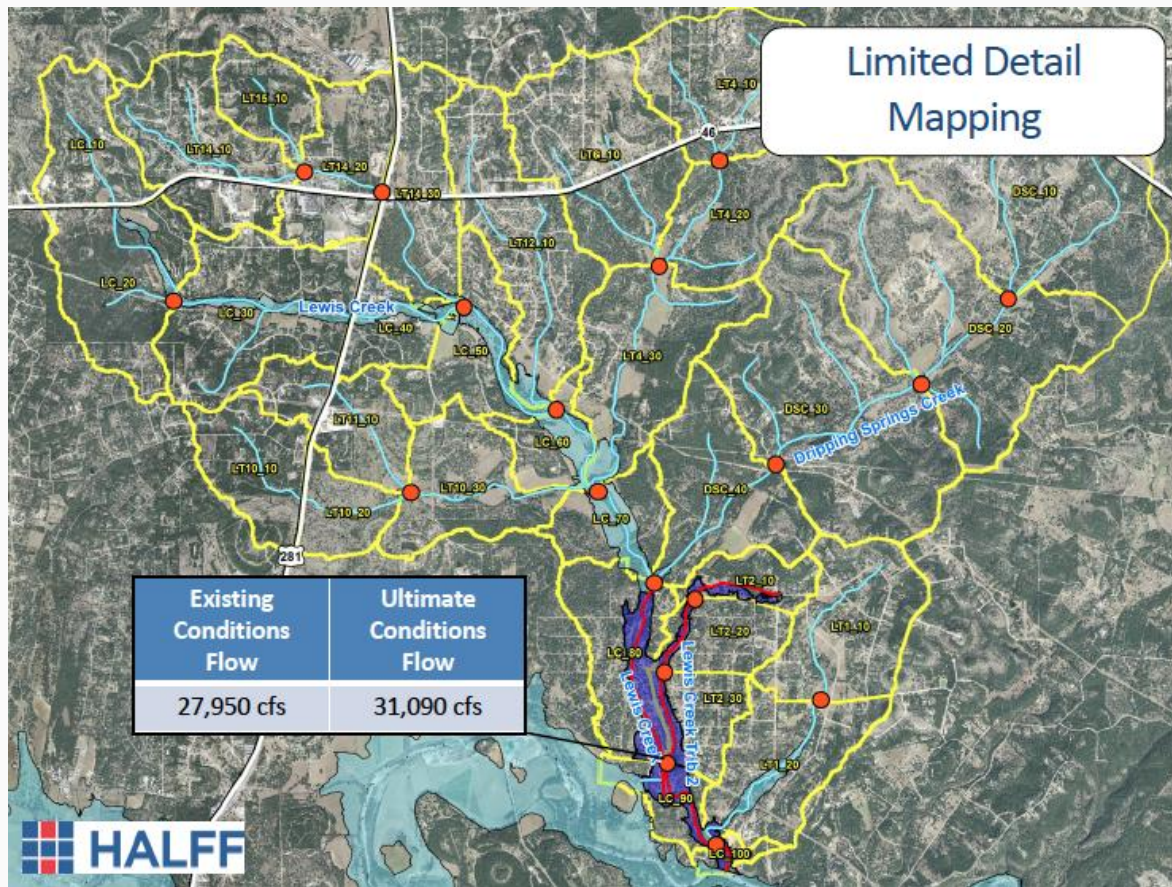 Limited Detail
Mapping
LT15_10
LT4_10
46
LC_10
LT14_10
LT6_10
LT14_20
DSC_10
LT14_30
LT4_20
LT12_10
LC_20
LC_30
Lewis Creek
LC_40
DSC_20
LC_50
LT4_30
DSC_30
Dripping Springs Creek
LT11_10
LC_60
LT10_10
LT10_30
DSC_40
LT10_20
LC_70
281
LT2_10
Existing
Conditions
Flow
Ultimate
Conditions
Flow
27,950 cfs
31,090 cfs
LT2_20
LT1_10
LC_80
Lewis Creek
Lewis Creek Trib 2
LT2_30
LT1_20
LC_90
LC_100
HALFF